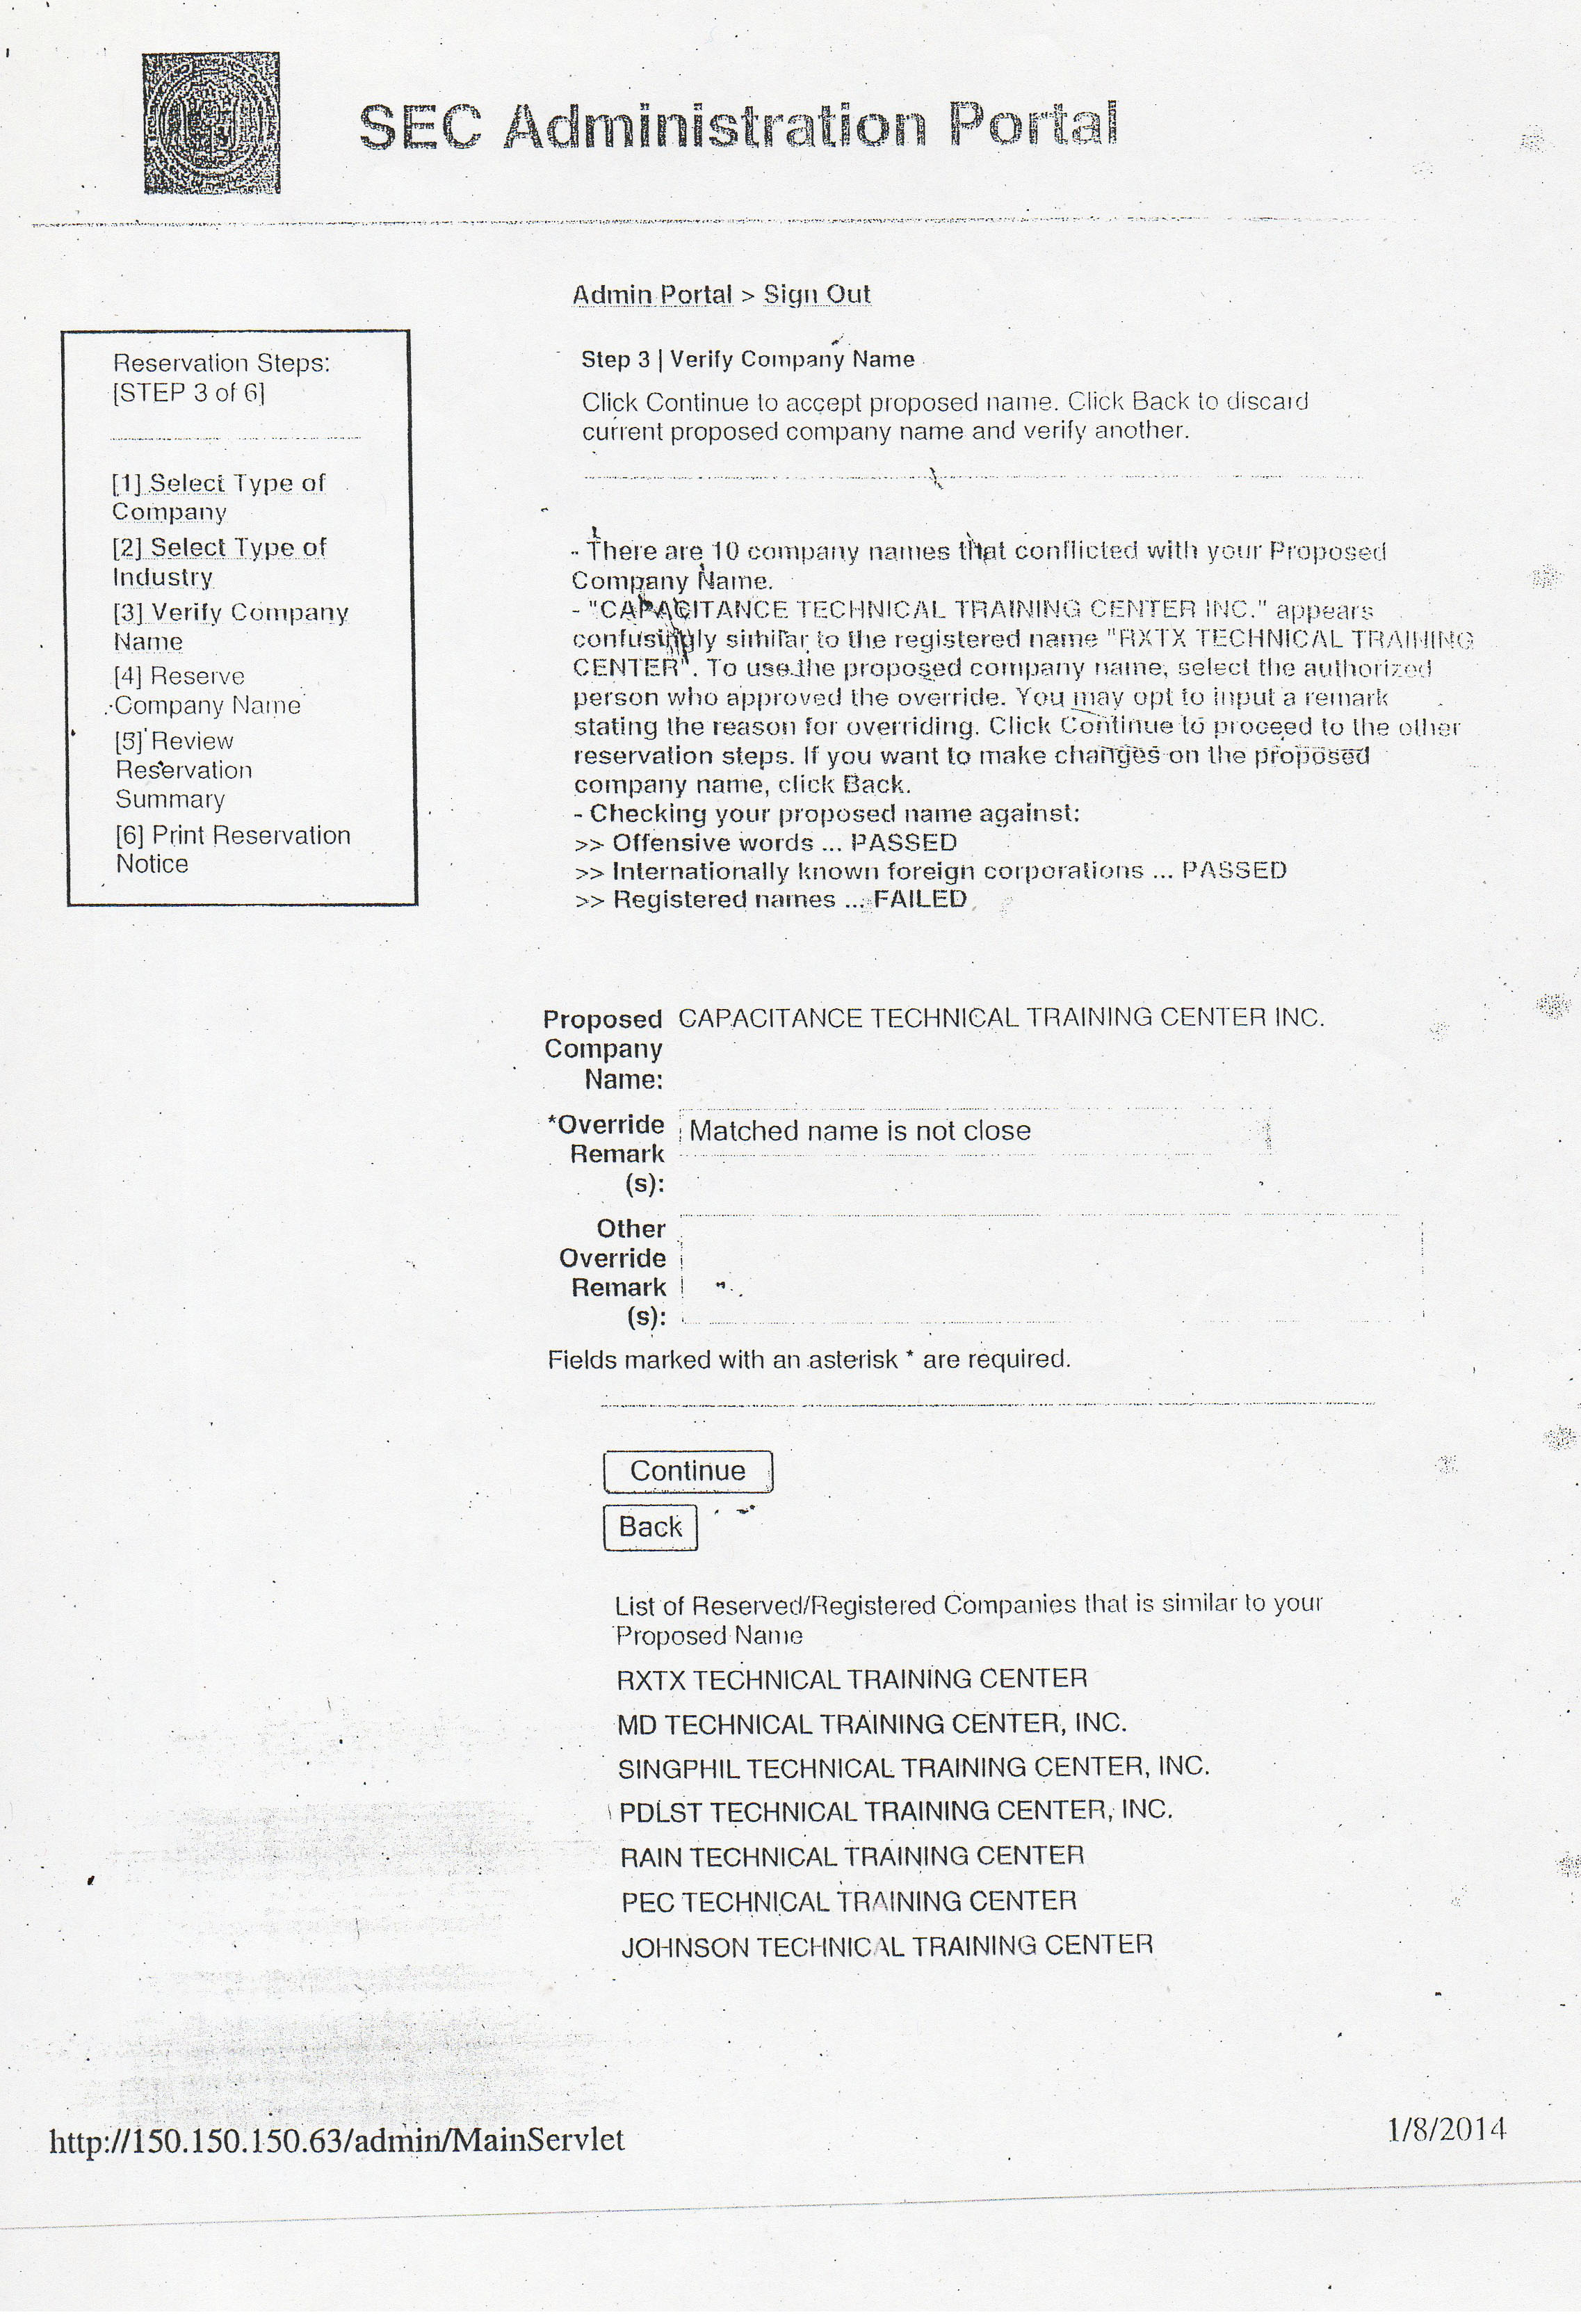 SEC Administration Portal
Admin Portal > Sign Out
Reservation Steps:
[STEP 3 of 6]
[1] Select Type of
Company
[2] Select Type of
Industry
[3] Verify Company
Name
[4] Reserve
Company Name
[5] Review
Reservation
Summary
[6] Print Reservation
Notice
Step 3 | Verify Company Name
Click Continue to accept proposed name. Click Back to discard
current proposed company name and verify another.
- There are 10 company names that conflicted with your Proposed
Company Name.
- "CAPACITANCE TECHNICAL TRAINING CENTER INC." appears
confusingly similar to the registered name "RXTX TECHNICAL TRAINING
CENTER". To use the proposed company name, select the authorized
person who approved the override. You may opt to input a remark
stating the reason for overriding. Click Continue to proceed to the other
reservation steps. If you want to make changes on the proposed
company name, click Back.
- Checking your proposed name against:
>> Offensive words ... PASSED
>> Internationally known foreign corporations ... PASSED
>> Registered names ... FAILED
Proposed CAPACITANCE TECHNICAL TRAINING CENTER INC.
Company
Name:
*Override Matched name is not close
Remark
(s):
Other
Override
Remark
(s):
Fields marked with an asterisk * are required.
Continue
Back
List of Reserved/Registered Companies that is similar to your
Proposed Name
RXTX TECHNICAL TRAINING CENTER
MD TECHNICAL TRAINING CENTER, INC.
SINGPHIL TECHNICAL TRAINING CENTER, INC.
PDLST TECHNICAL TRAINING CENTER, INC.
RAIN TECHNICAL TRAINING CENTER
PEC TECHNICAL TRAINING CENTER
JOHNSON TECHNICAL TRAINING CENTER
http://150.150.150.63/admin/MainServlet
1/8/2014